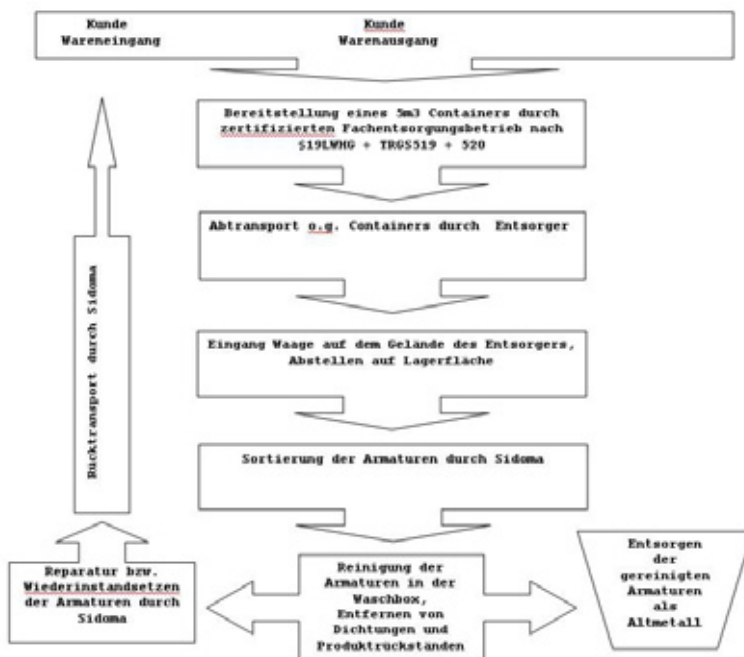 Kunde
Wareneingang
Kunde
Warenausgang
Bereitstellung eines 5m3 Containers durch
zertifizierten Fachentsorgungsbetrieb nach
§19LWHG + TRGS519 + 520
Abtransport o.g. Containers durch Entsorger
Eingang Waage auf dem Gelände des Entsorgers,
Abstellen auf Lagerfläche
Sortierung der Armaturen durch Sidoma
Reinigung der
Armaturen in der
Waschbox,
Entfernen von
Dichtungen und
Produktrückständen
Entsorgen
der
gereinigten
Armaturen
als
Altmetall
Reparatur bzw.
Wiederinstandsetzen
der Armaturen durch
Sidoma
Rücktransport durch Sidoma